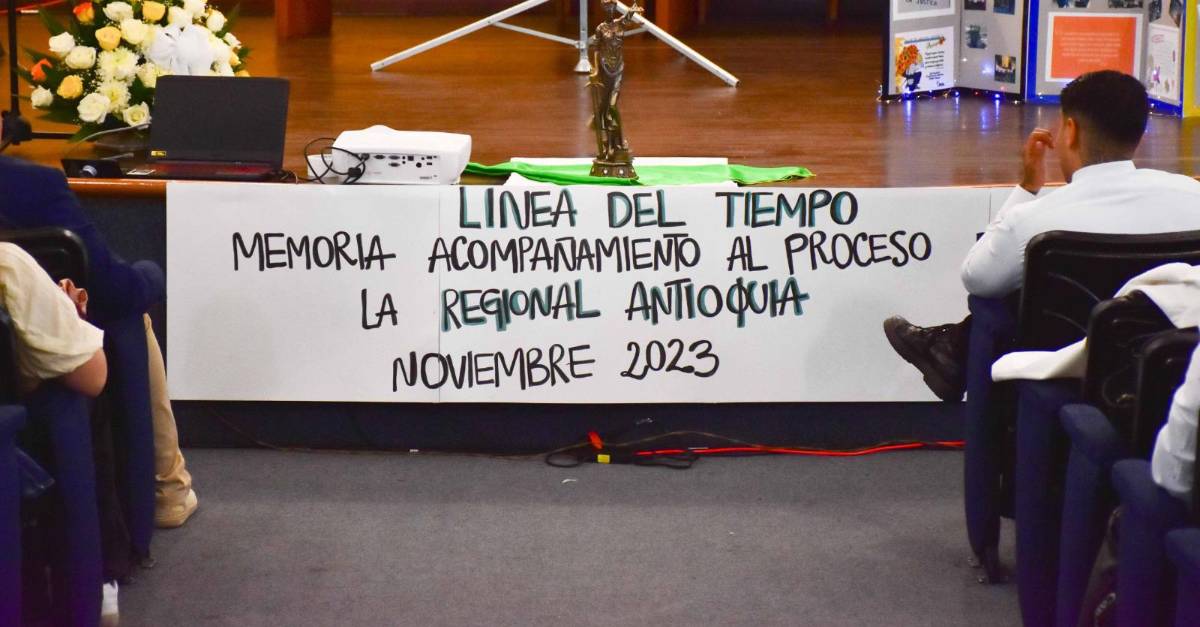 LINEA DEL TIEMPO
MEMORIA ACOMPAÑAMIENTO AL PROCESO
LA REGIONAL ANTIOQUIA
NOVIEMBRE 2023